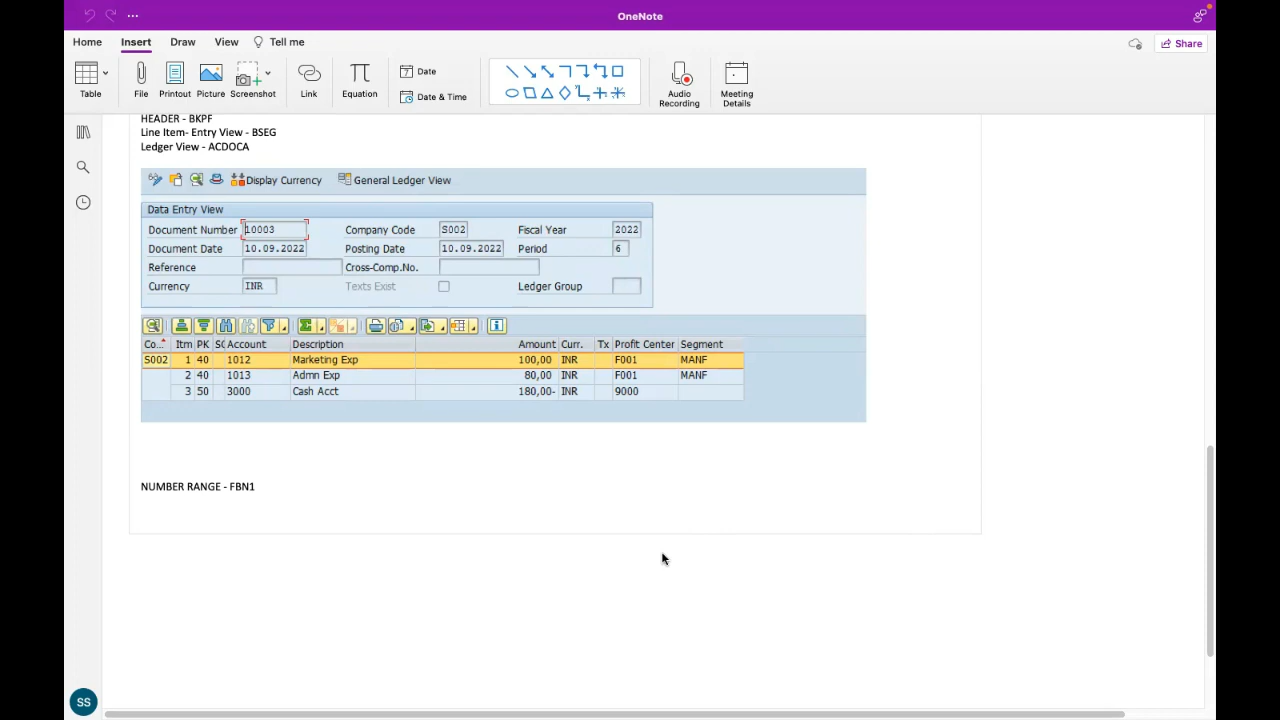 OneNote
Home Insert Draw View Tell me
Share
Table
File
Printout
Picture
Screenshot
Link
Equation
Date
Date & Time
Audio Recording
Meeting Details
HEADER - BKPF
Line Item- Entry View - BSEG
Ledger View - ACDOCA
Display Currency General Ledger View
Data Entry View
Document Number 10003 Company Code S002 Fiscal Year 2022
Document Date 10.09.2022 Posting Date 10.09.2022 Period 6
Reference Cross-Comp.No.
Currency INR Texts Exist Ledger Group
Co.. Itm PK SG Account Description Amount Curr. Tx Profit Center Segment
S002 1 40 1012 Marketing Exp 100,00 INR F001 MANF
2 40 1013 Admn Exp 80,00 INR F001 MANF
3 50 3000 Cash Acct 180,00- INR 9000
NUMBER RANGE - FBN1
SS